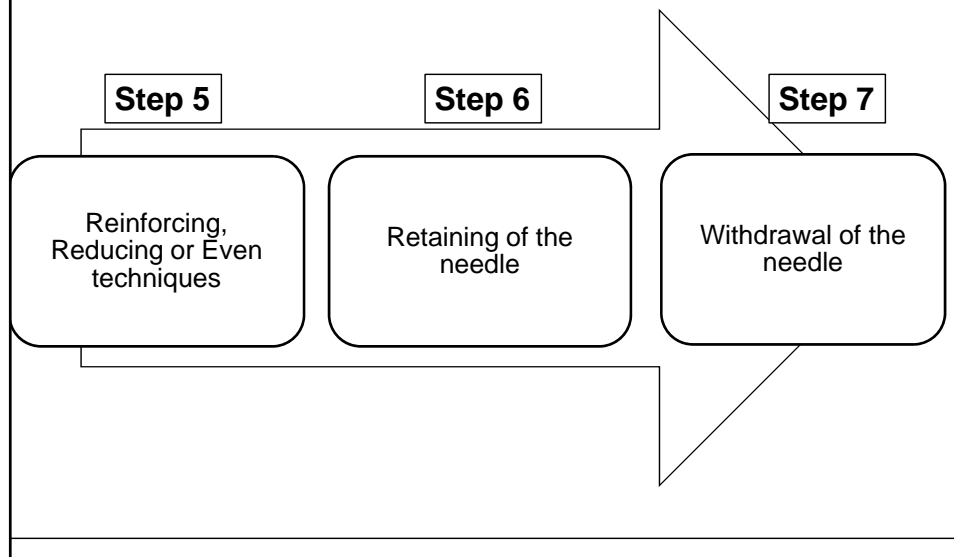 Step 5
Step 6
Step 7
Reinforcing,
Reducing or Even
techniques
Retaining of the
needle
Withdrawal of the
needle